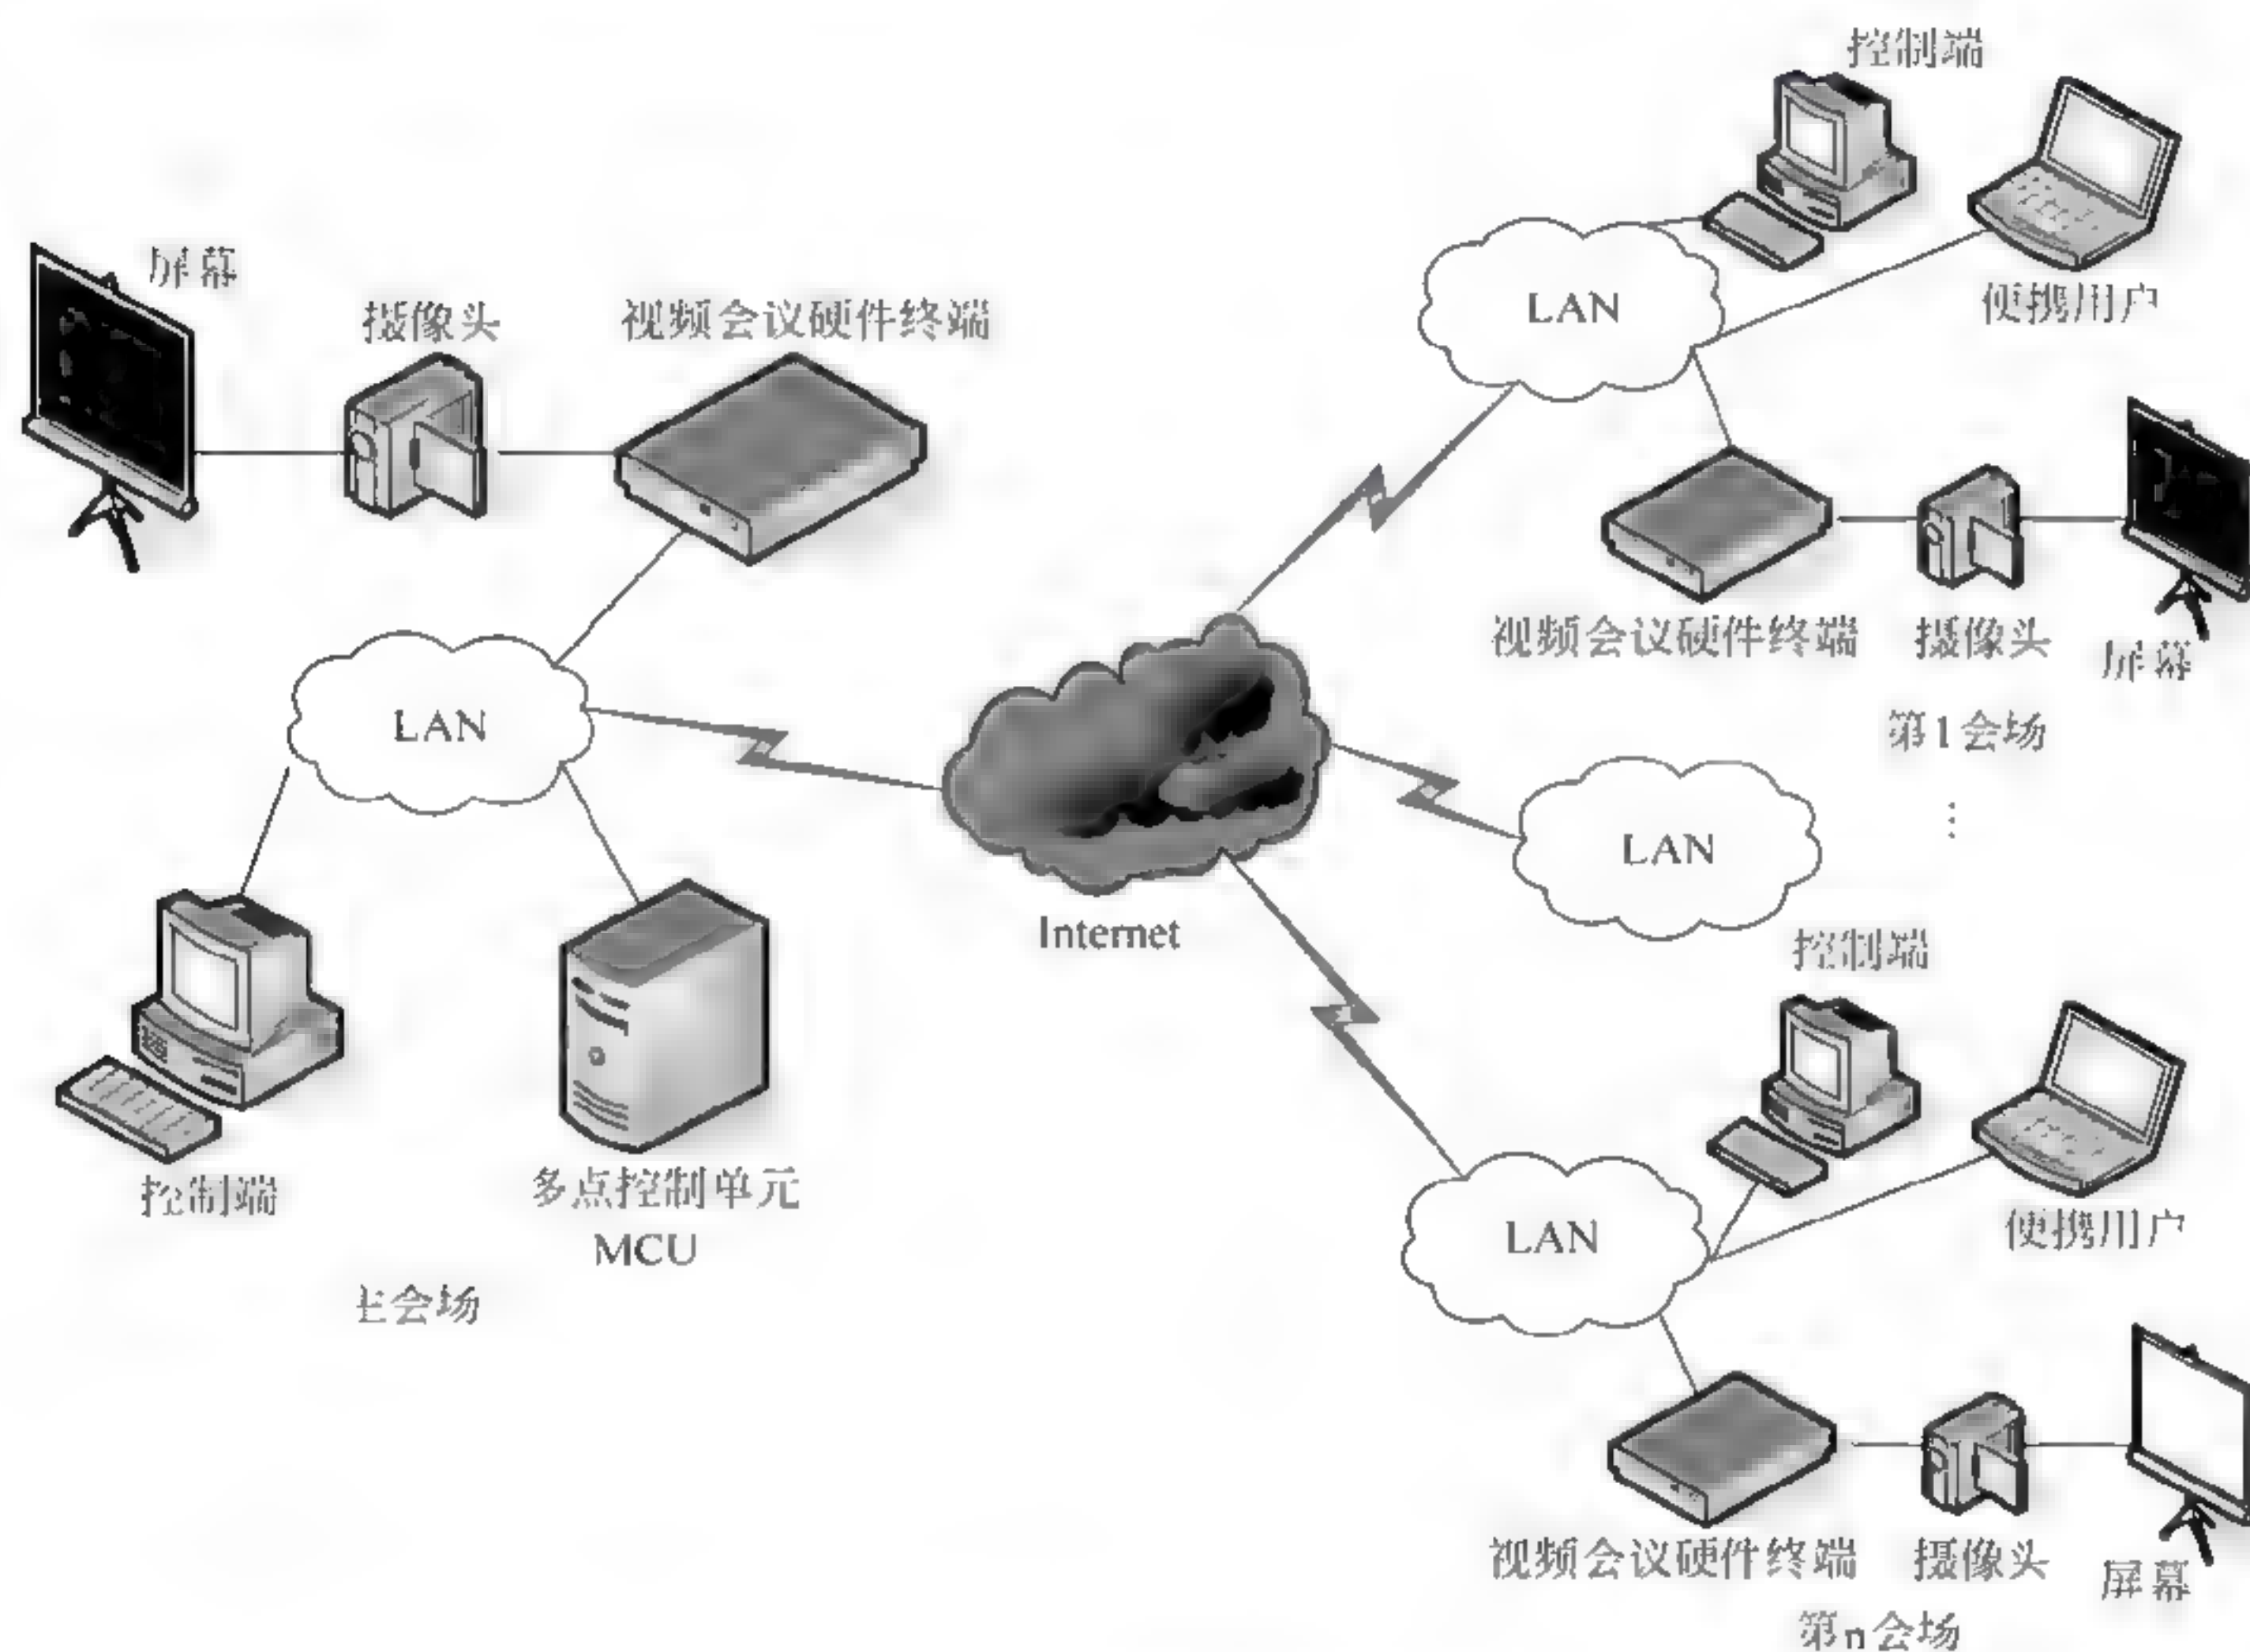 屏幕
摄像头
视频会议硬件终端
LAN
控制端
多点控制单元
MCU
主会场
Internet
控制端
LAN
便携用户
视频会议硬件终端
摄像头
屏幕
第1会场
⋮
LAN
控制端
LAN
便携用户
视频会议硬件终端
摄像头
屏幕
第n会场